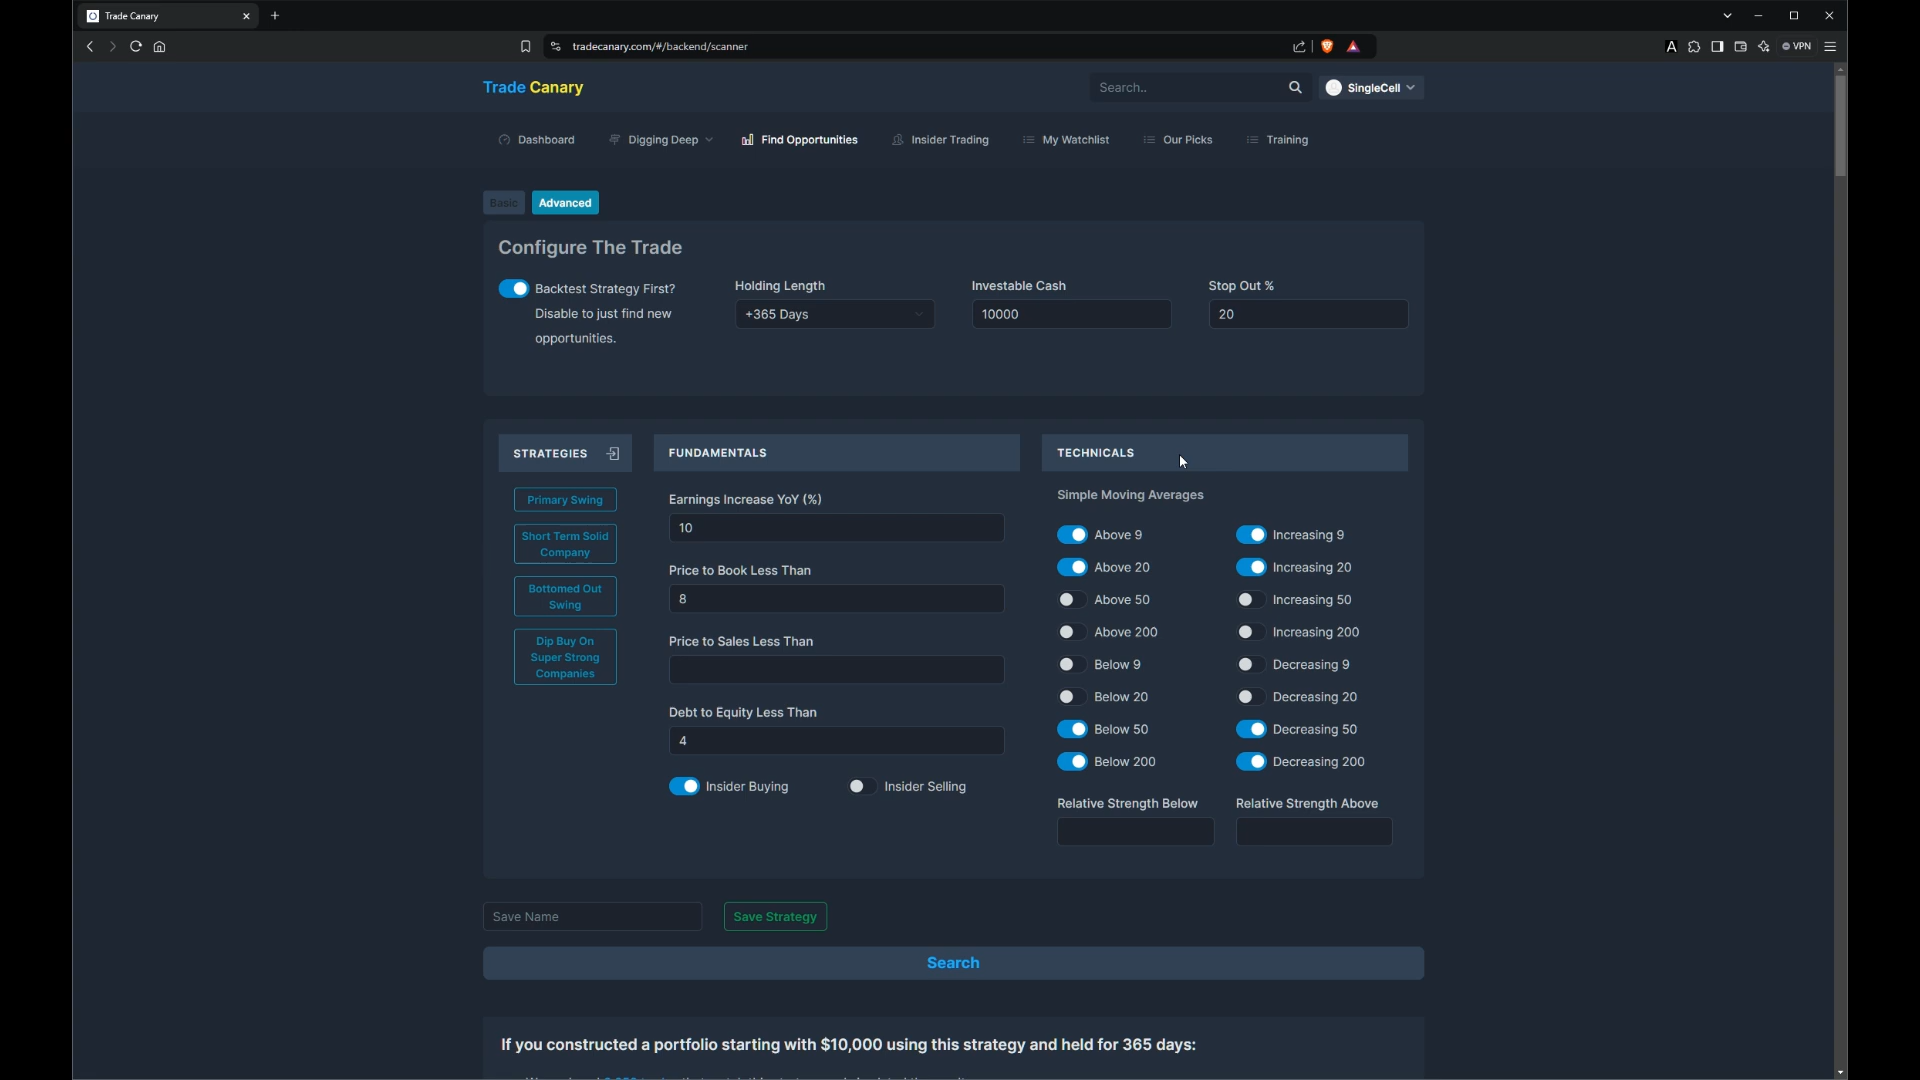 Trade Canary
tradecanary.com/#/backend/scanner
VPN
Trade Canary
Search..
SingleCell
Dashboard
Digging Deep
Find Opportunities
Insider Trading
My Watchlist
Our Picks
Training
Basic
Advanced
Configure The Trade
Backtest Strategy First?
Disable to just find new
opportunities.
Holding Length
+365 Days
Investable Cash
10000
Stop Out %
20
STRATEGIES
Primary Swing
Short Term Solid
Company
Bottomed Out
Swing
Dip Buy On
Super Strong
Companies
FUNDAMENTALS
Earnings Increase YoY (%)
10
Price to Book Less Than
8
Price to Sales Less Than
Debt to Equity Less Than
4
Insider Buying
Insider Selling
TECHNICALS
Simple Moving Averages
Above 9
Increasing 9
Above 20
Increasing 20
Above 50
Increasing 50
Above 200
Increasing 200
Below 9
Decreasing 9
Below 20
Decreasing 20
Below 50
Decreasing 50
Below 200
Decreasing 200
Relative Strength Below
Relative Strength Above
Save Name
Save Strategy
Search
If you constructed a portfolio starting with $10,000 using this strategy and held for 365 days: